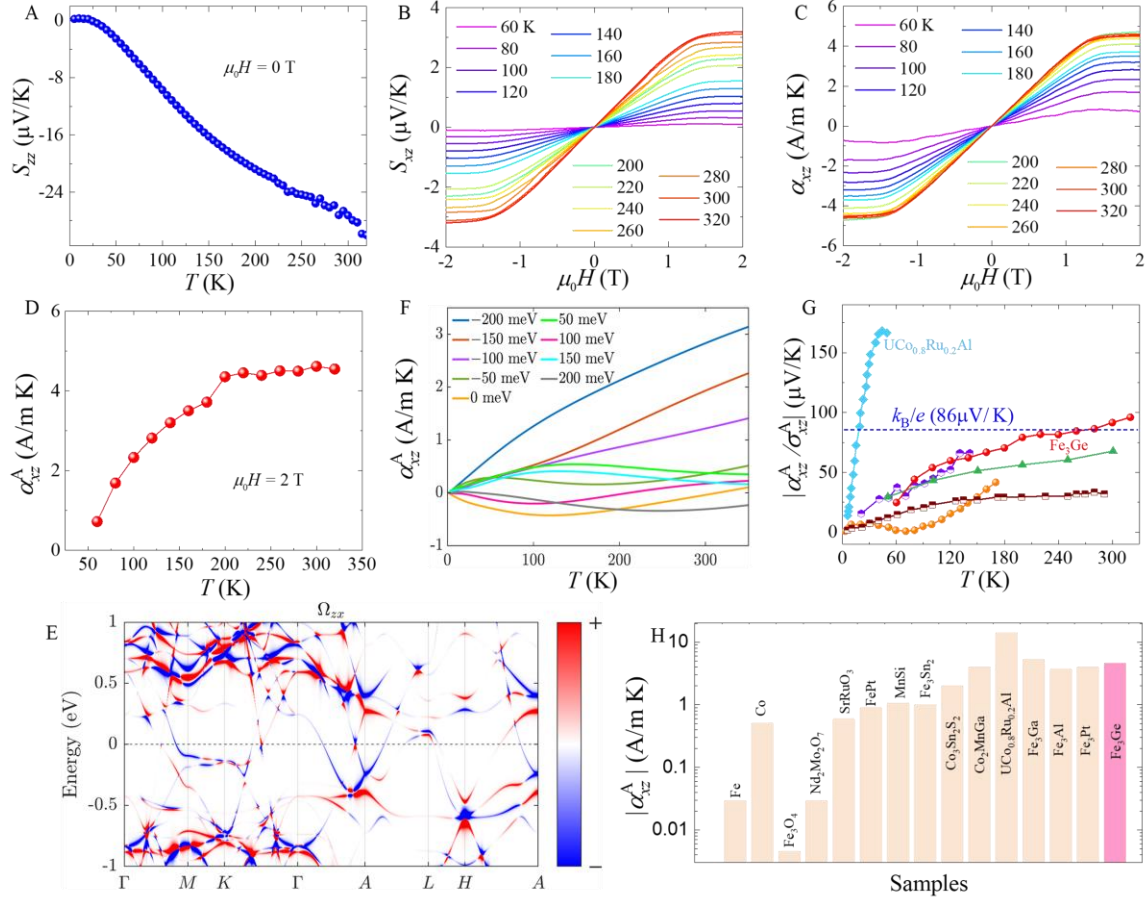 A
0
-8
-16
-24
S_zz (μV/K)
μ₀H = 0 T
0 50 100 150 200 250 300
T (K)
B
4
2
0
-2
-4
S_xz (μV/K)
60 K
80
100
120
140
160
180
200
220
240
260
280
300
320
-2 -1 0 1 2
μ₀H (T)
C
6
3
0
-3
-6
α_xz (A/m K)
60 K
80
100
120
140
160
180
200
220
240
260
280
300
320
-2 -1 0 1 2
μ₀H (T)
D
6
4
2
0
α^A_xz (A/m K)
μ₀H = 2 T
50 100 150 200 250 300
T (K)
F
3
2
1
0
-1
α^A_xz (A/m K)
−200 meV
−150 meV
−100 meV
−50 meV
0 meV
50 meV
100 meV
150 meV
200 meV
0 100 200 300
T (K)
G
150
100
50
0
|α^A_xz /σ^A_xz| (μV/K)
UCo₀.₈Ru₀.₂Al
k_B/e (86μV/K)
Fe₃Ge
0 60 120 180 240 300
T (K)
E
Ω_zx
1
0.5
0
-0.5
-1
Energy (eV)
Γ M K Γ A L H A
+
−
H
10
1
0.1
0.01
|α^A_xz| (A/m K)
Fe
Co
Fe₃O₄
Nd₂Mo₂O₇
SrRuO₃
FePt
MnSi
Fe₃Sn₂
Co₃Sn₂S₂
Co₂MnGa
UCo₀.₈Ru₀.₂Al
Fe₃Ga
Fe₃Al
Fe₃Pt
Fe₃Ge
Samples